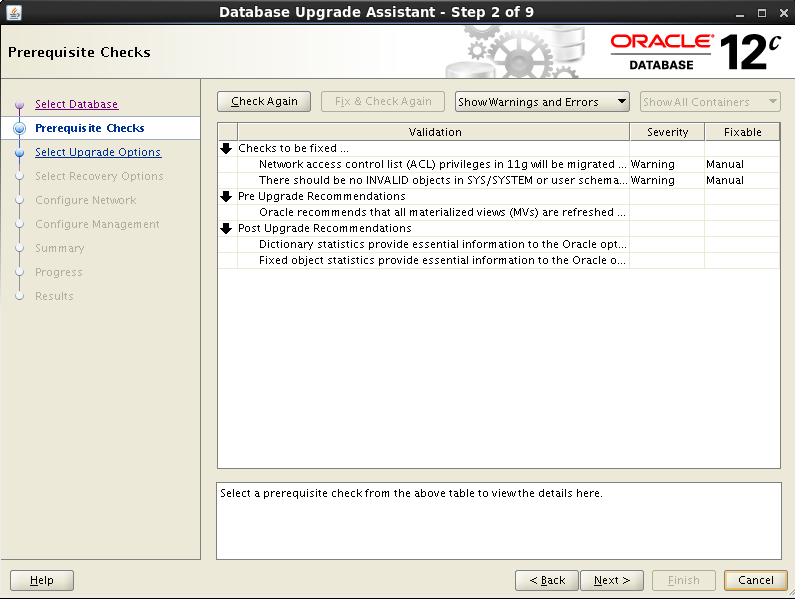 Database Upgrade Assistant - Step 2 of 9
Prerequisite Checks
ORACLE
DATABASE
12c
Select Database
Prerequisite Checks
Select Upgrade Options
Select Recovery Options
Configure Network
Configure Management
Summary
Progress
Results
Check Again
Fix & Check Again
Show Warnings and Errors
Show All Containers
Validation Severity Fixable
Checks to be fixed ...
Network access control list (ACL) privileges in 11g will be migrated ... Warning Manual
There should be no INVALID objects in SYS/SYSTEM or user schema... Warning Manual
Pre Upgrade Recommendations
Oracle recommends that all materialized views (MVs) are refreshed ...
Post Upgrade Recommendations
Dictionary statistics provide essential information to the Oracle opt...
Fixed object statistics provide essential information to the Oracle o...
Select a prerequisite check from the above table to view the details here.
Help
< Back
Next >
Finish
Cancel